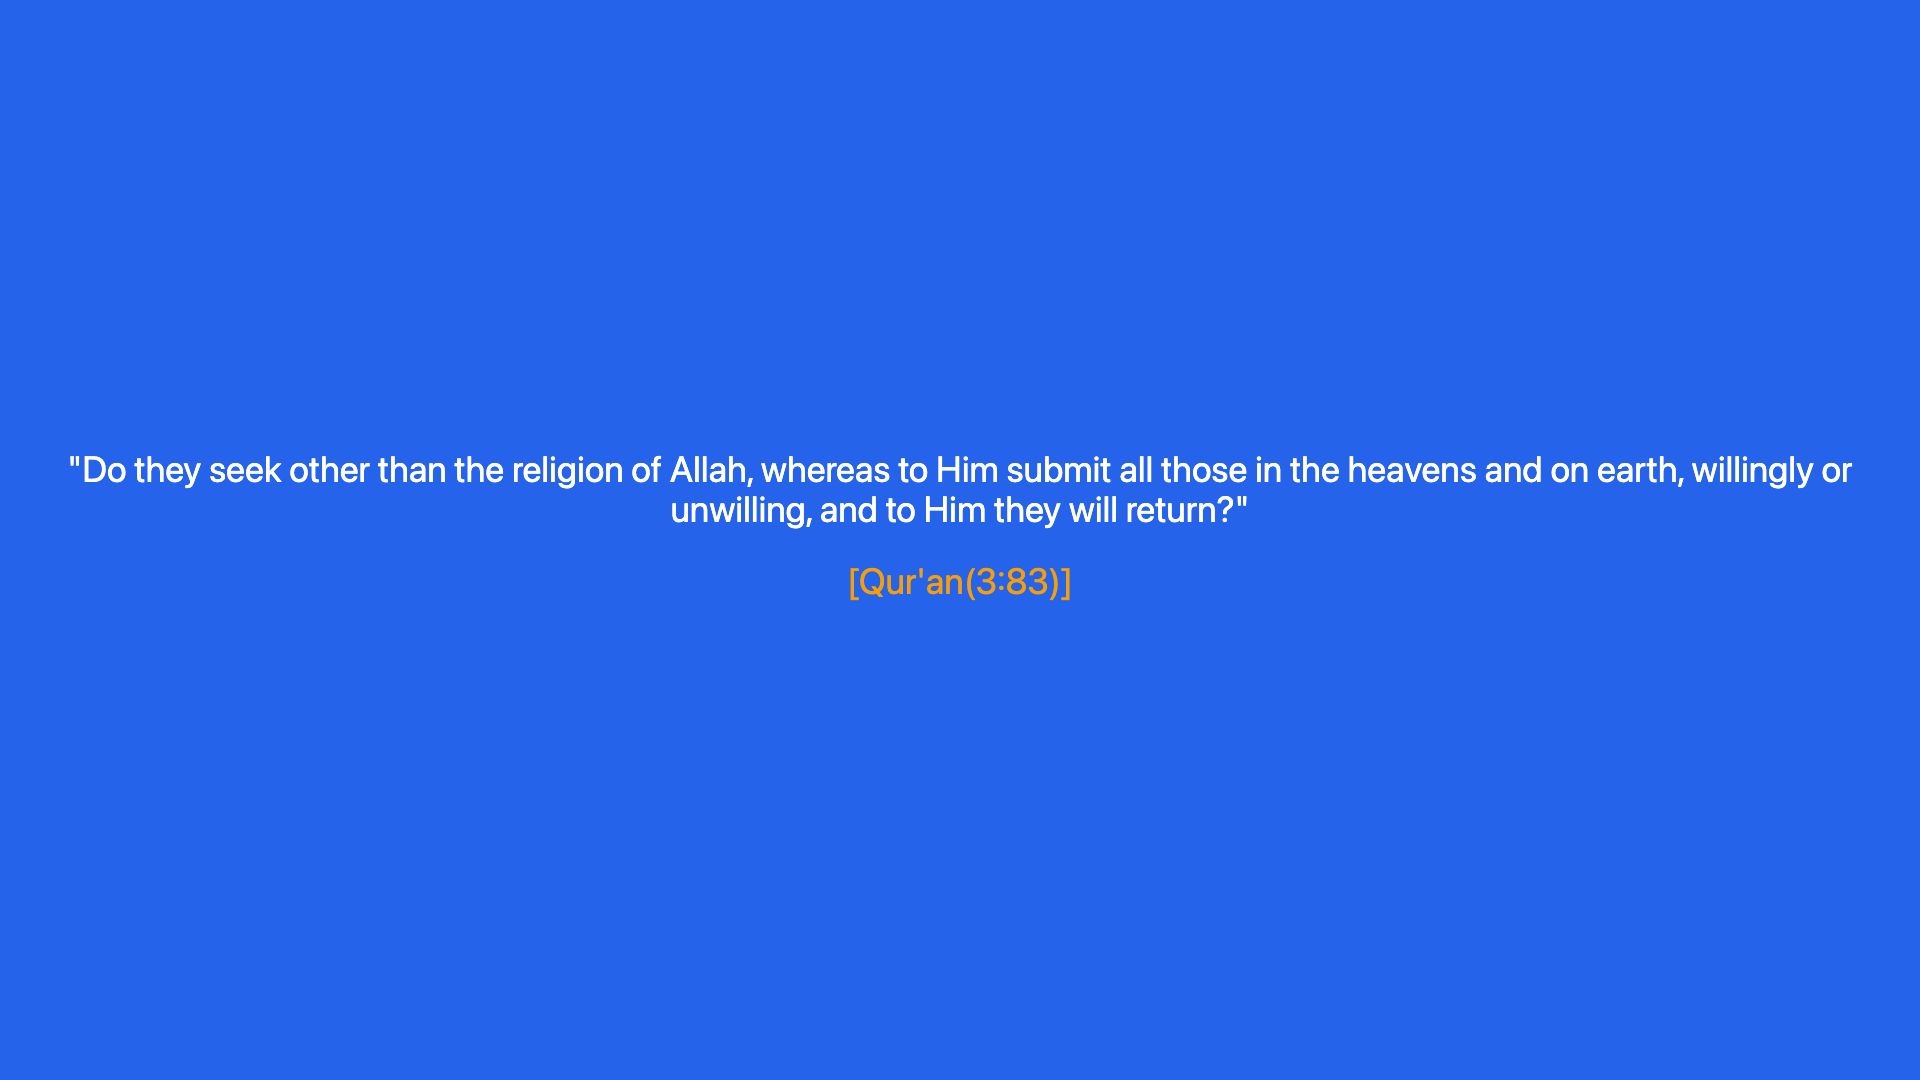 "Do they seek other than the religion of Allah, whereas to Him submit all those in the heavens and on earth, willingly or
unwilling, and to Him they will return?"
[Qur'an(3:83)]